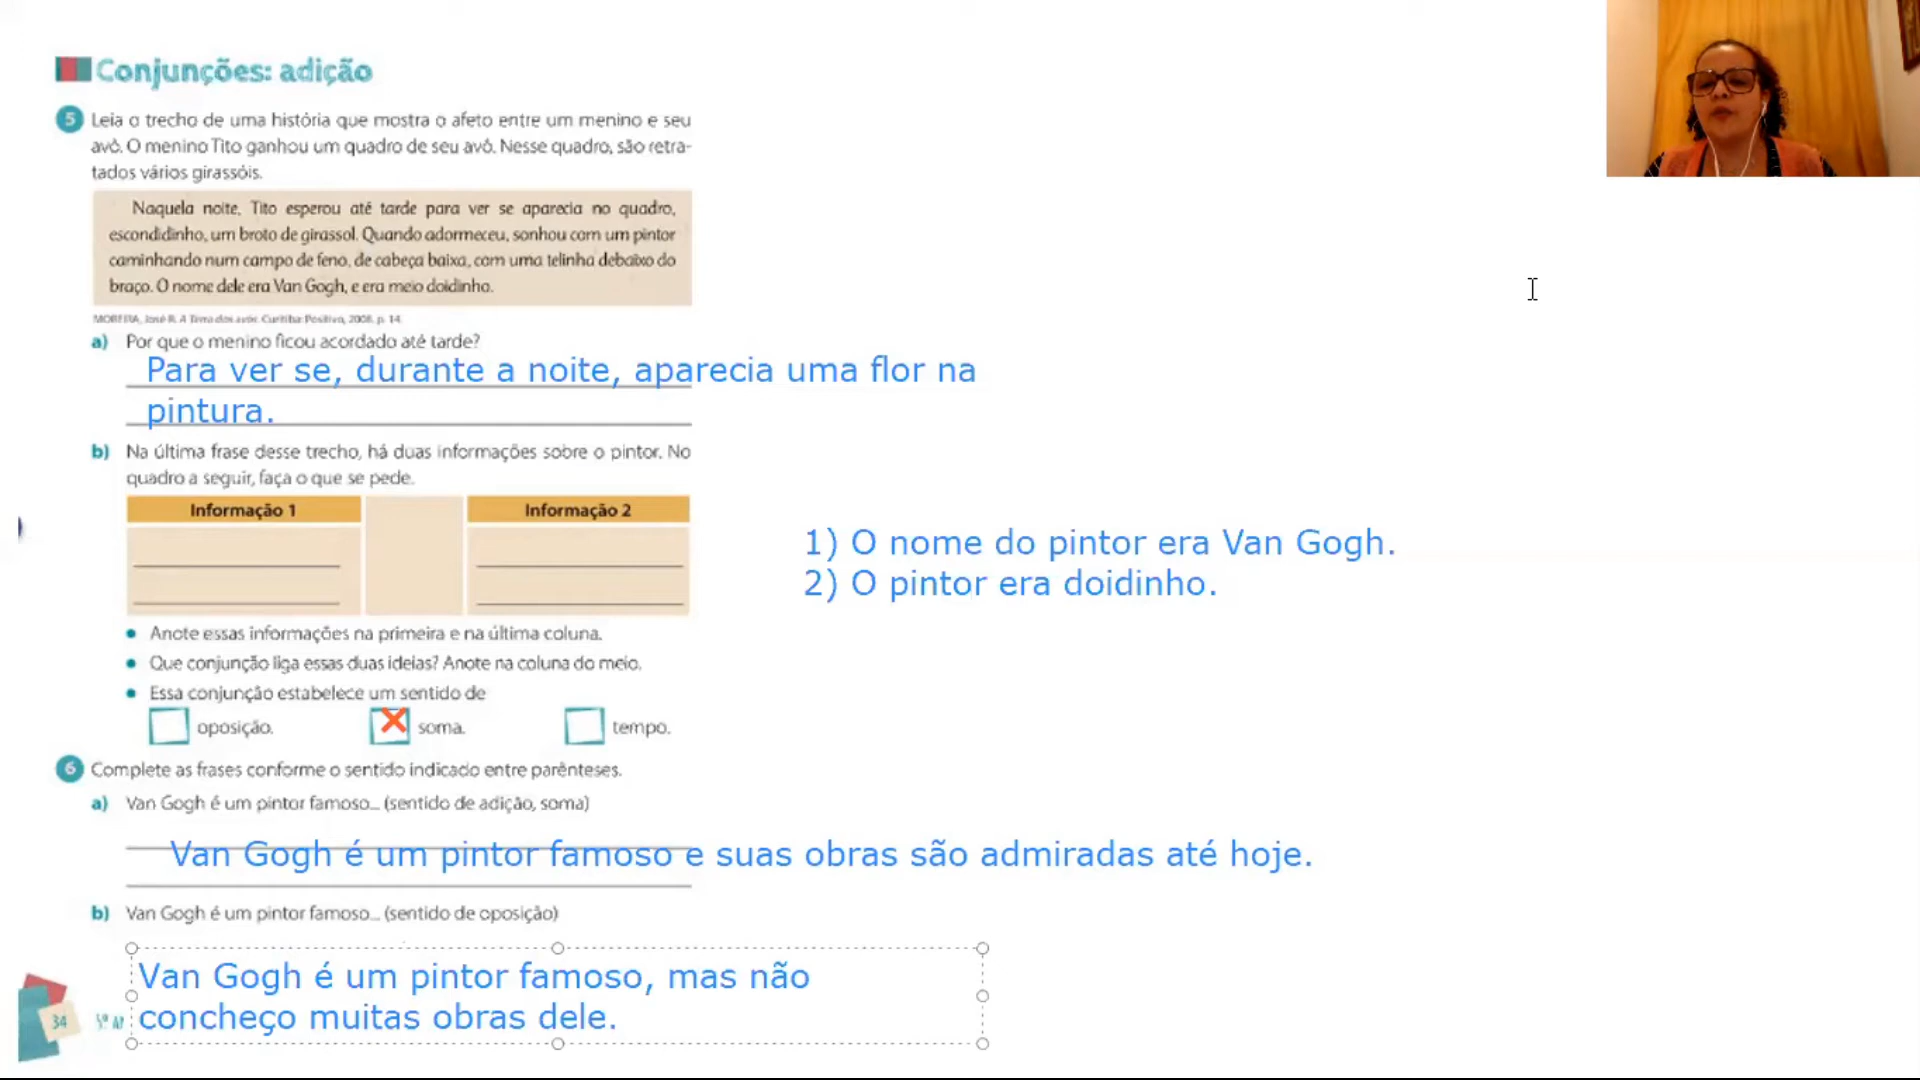 Conjunções: adição
5 Leia o trecho de uma história que mostra o afeto entre um menino e seu
avô. O menino Tito ganhou um quadro de seu avô. Nesse quadro, são retra-
tados vários girassóis.
Naquela noite, Tito esperou até tarde para ver se aparecia no quadro,
escondidinho, um broto de girassol. Quando adormeceu, sonhou com um pintor
caminhando num campo de feno, de cabeça baixa, com uma telinha debaixo do
braço. O nome dele era Van Gogh, e era meio doidinho.
MOREIRA, José R. A Terra dos avós. Curitiba: Positivo, 2008. p. 14.
a) Por que o menino ficou acordado até tarde?
Para ver se, durante a noite, aparecia uma flor na
pintura.
b) Na última frase desse trecho, há duas informações sobre o pintor. No
quadro a seguir, faça o que se pede.
Informação 1 Informação 2
1) O nome do pintor era Van Gogh.
2) O pintor era doidinho.
• Anote essas informações na primeira e na última coluna.
• Que conjunção liga essas duas ideias? Anote na coluna do meio.
• Essa conjunção estabelece um sentido de
oposição. soma. tempo.
6 Complete as frases conforme o sentido indicado entre parênteses.
a) Van Gogh é um pintor famoso... (sentido de adição, soma)
Van Gogh é um pintor famoso e suas obras são admiradas até hoje.
b) Van Gogh é um pintor famoso... (sentido de oposição)
Van Gogh é um pintor famoso, mas não
concheço muitas obras dele.
34 5º